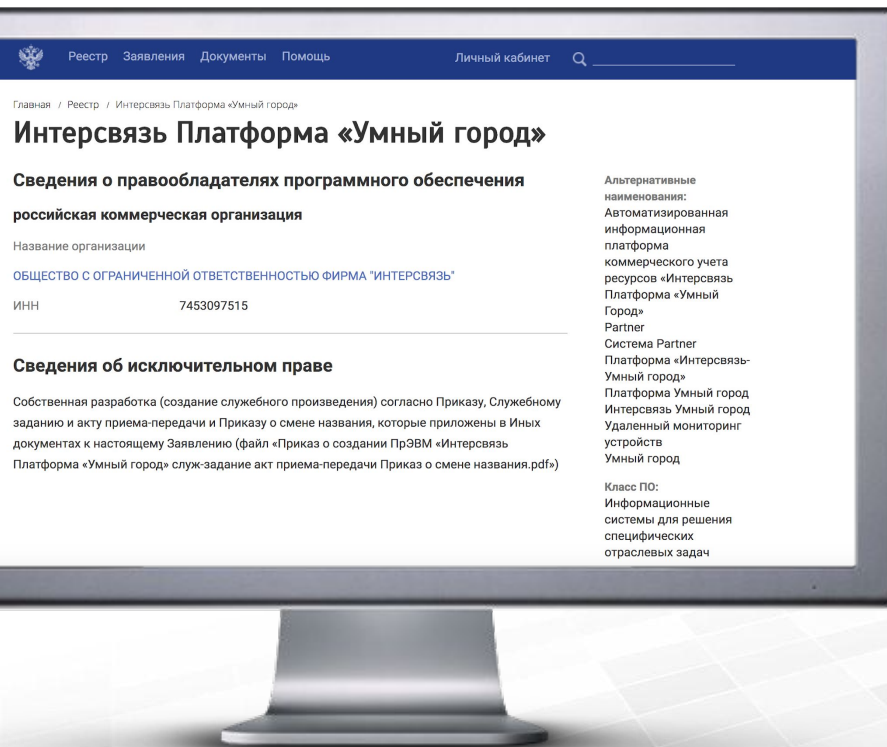 Реестр Заявления Документы Помощь Личный кабинет
Главная / Реестр / Интерсвязь Платформа «Умный город»
Интерсвязь Платформа «Умный город»
Сведения о правообладателях программного обеспечения
российская коммерческая организация
Название организации
ОБЩЕСТВО С ОГРАНИЧЕННОЙ ОТВЕТСТВЕННОСТЬЮ ФИРМА "ИНТЕРСВЯЗЬ"
ИНН 7453097515
Сведения об исключительном праве
Собственная разработка (создание служебного произведения) согласно Приказу, Служебному
заданию и акту приема-передачи и Приказу о смене названия, которые приложены в Иных
документах к настоящему Заявлению (файл «Приказ о создании ПрЭВМ «Интерсвязь
Платформа «Умный город» служ-задание акт приема-передачи Приказ о смене названия.pdf»)
Альтернативные
наименования:
Автоматизированная
информационная
платформа
коммерческого учета
ресурсов «Интерсвязь
Платформа «Умный
Город»
Partner
Система Partner
Платформа «Интерсвязь-
Умный город»
Платформа Умный город
Интерсвязь Умный город
Удаленный мониторинг
устройств
Умный город
Класс ПО:
Информационные
системы для решения
специфических
отраслевых задач